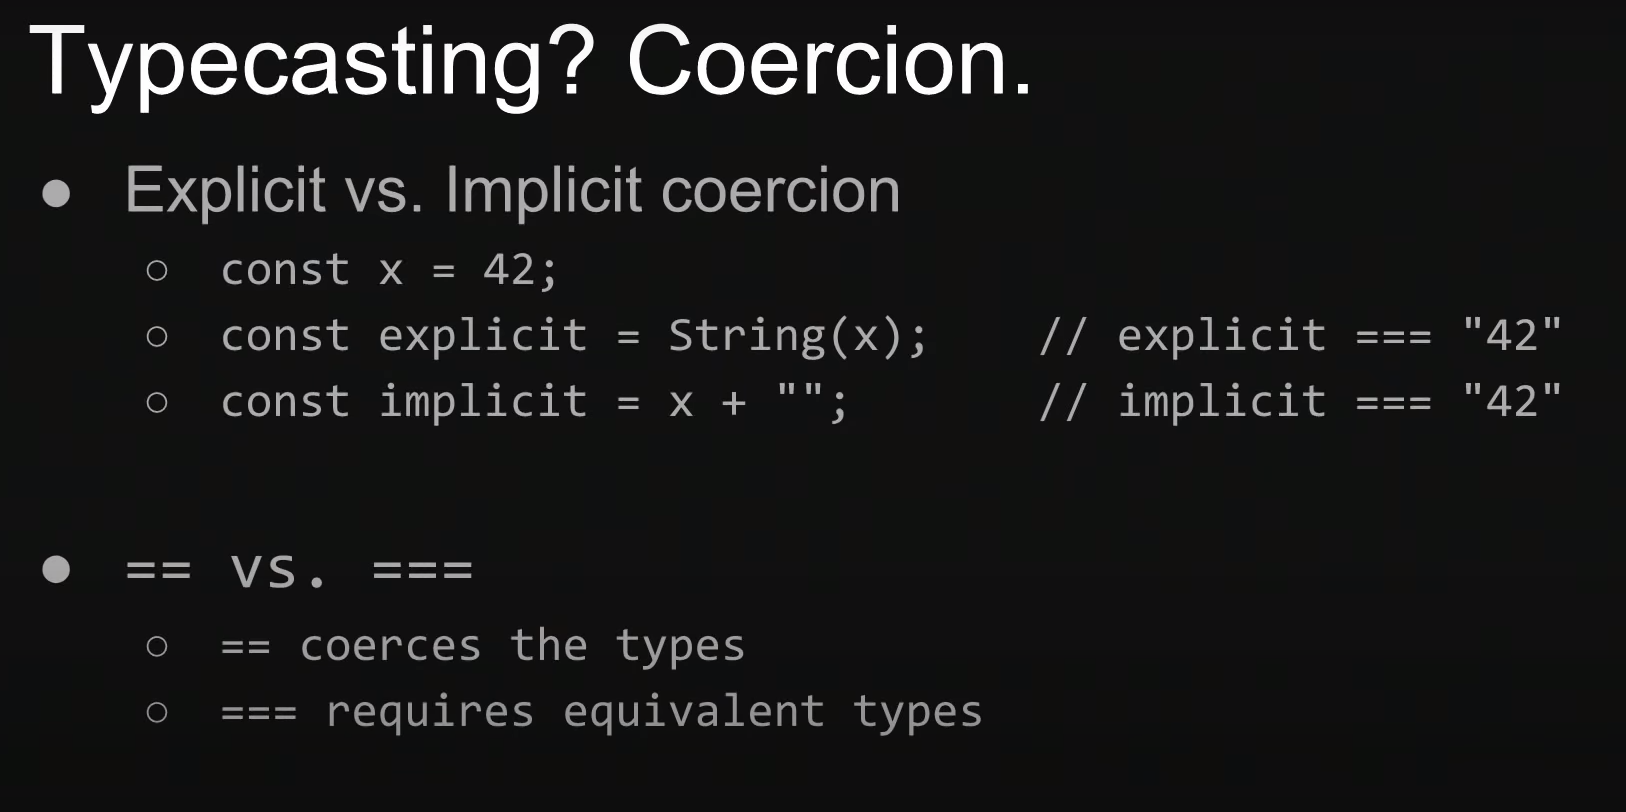 Typecasting? Coercion.
● Explicit vs. Implicit coercion
○ const x = 42;
○ const explicit = String(x); // explicit === "42"
○ const implicit = x + ""; // implicit === "42"
● == vs. ===
○ == coerces the types
○ === requires equivalent types